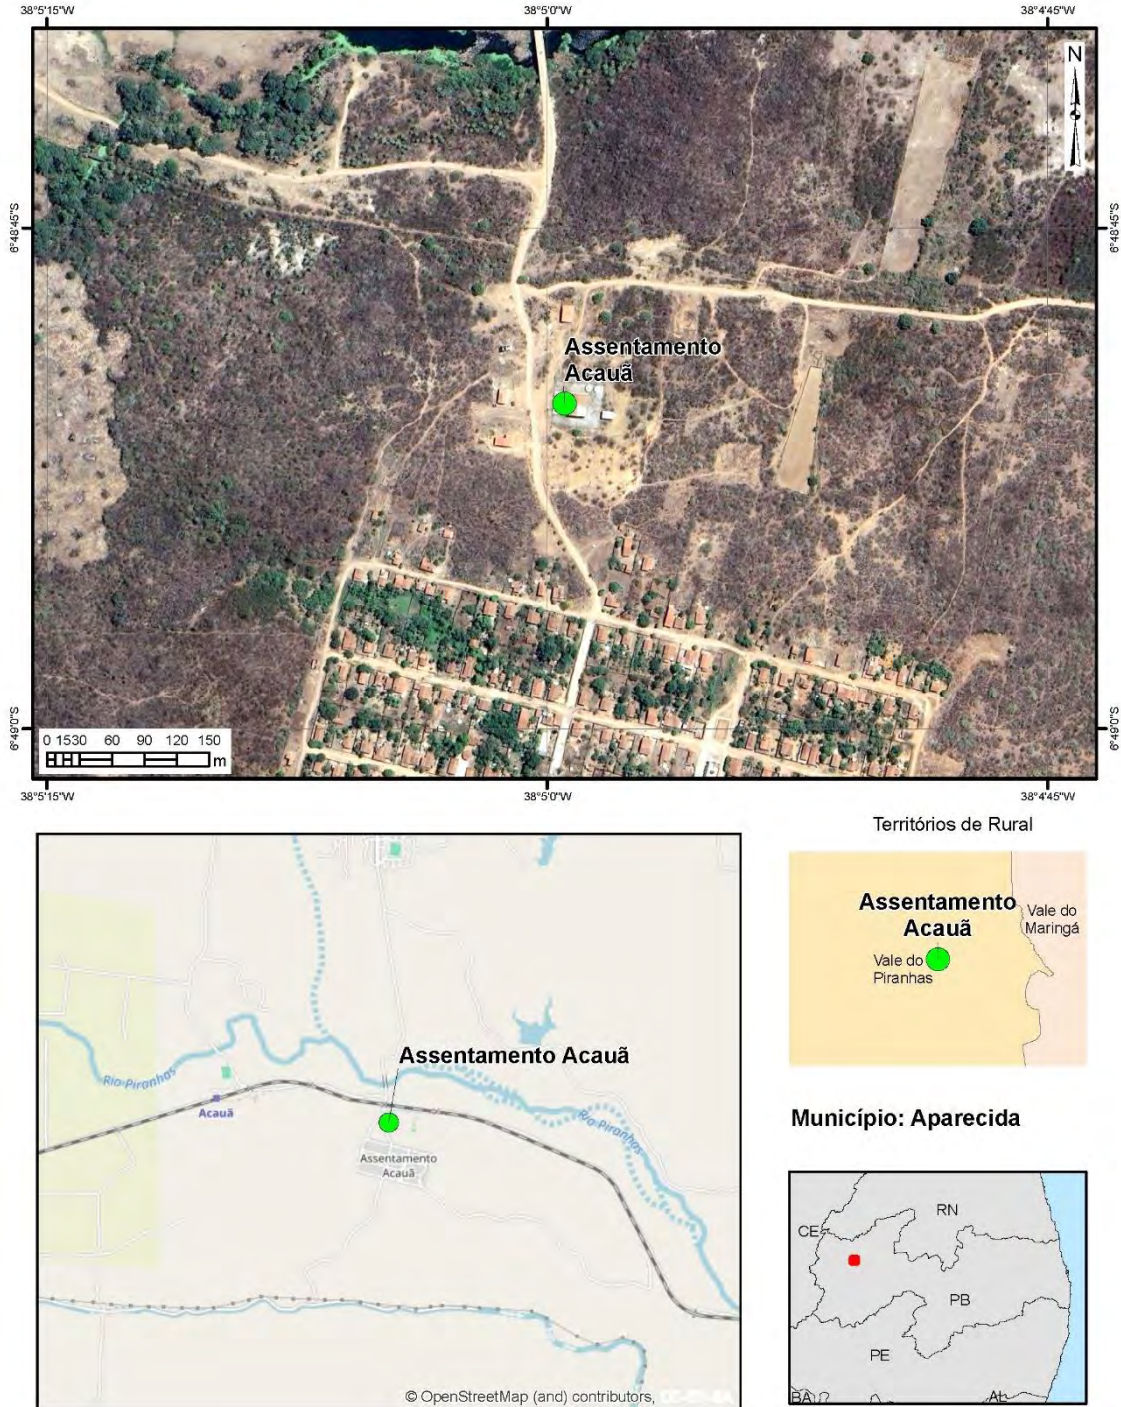 38°5'15"W
38°5'0"W
38°4'45"W
N
6°48'45"S
6°48'45"S
Assentamento
Acauã
6°49'0"S
6°49'0"S
0 1530 60 90 120 150
m
38°5'15"W
38°5'0"W
38°4'45"W
Territórios de Rural
Assentamento
Acauã
Vale do
Maringá
Vale do
Piranhas
Assentamento Acauã
Rio Piranhas
Acauã
Rio Piranhas
Assentamento
Acauã
© OpenStreetMap (and) contributors, CC-BY-SA
Município: Aparecida
RN
CE
PB
PE
BA
AL